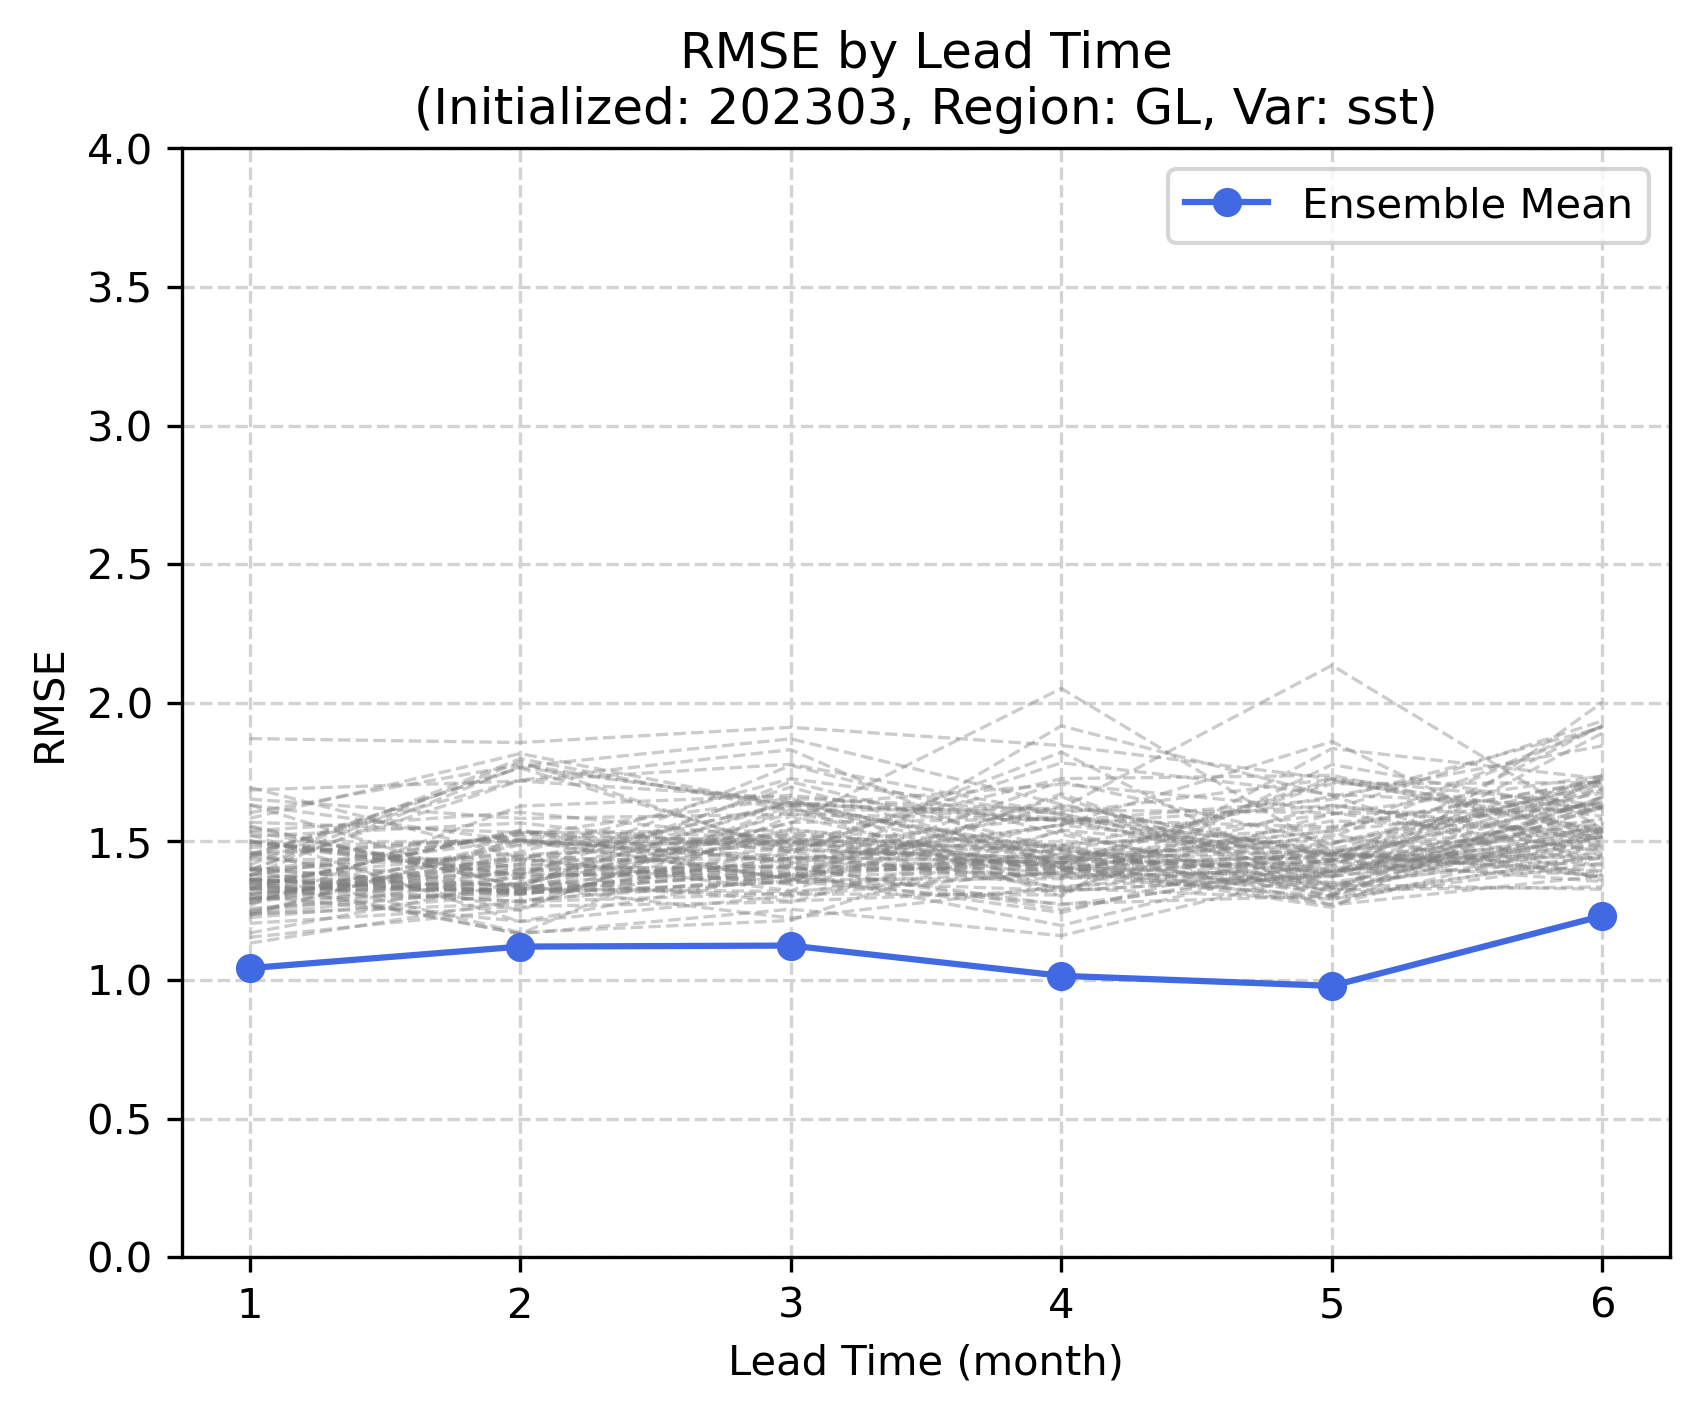 RMSE by Lead Time
(Initialized: 202303, Region: GL, Var: sst)
Ensemble Mean
4.0
3.5
3.0
2.5
2.0
1.5
1.0
0.5
0.0
RMSE
1 2 3 4 5 6
Lead Time (month)